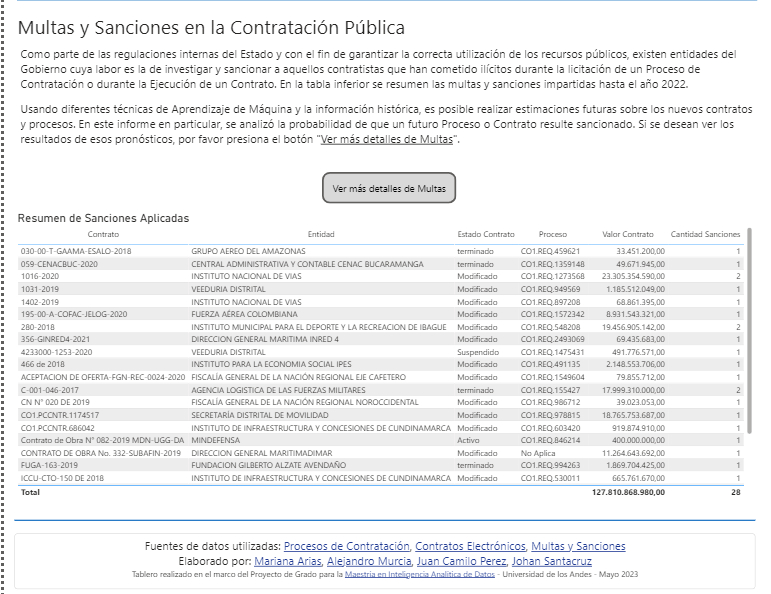 Multas y Sanciones en la Contratación Pública
Como parte de las regulaciones internas del Estado y con el fin de garantizar la correcta utilización de los recursos públicos, existen entidades del
Gobierno cuya labor es la de investigar y sancionar a aquellos contratistas que han cometido ilícitos durante la licitación de un Proceso de
Contratación o durante la Ejecución de un Contrato. En la tabla inferior se resumen las multas y sanciones impartidas hasta el año 2022.
Usando diferentes técnicas de Aprendizaje de Máquina y la información histórica, es posible realizar estimaciones futuras sobre los nuevos contratos
y procesos. En este informe en particular, se analizó la probabilidad de que un futuro Proceso o Contrato resulte sancionado. Si se desean ver los
resultados de esos pronósticos, por favor presiona el botón "Ver más detalles de Multas".
Ver más detalles de Multas
Resumen de Sanciones Aplicadas
Contrato Entidad Estado Contrato Proceso Valor Contrato Cantidad Sanciones
030-00-T-GAAMA-ESALO-2018 GRUPO AEREO DEL AMAZONAS terminado CO1.REQ.459621 33.451.200,00 1
059-CENACBUC-2020 CENTRAL ADMINISTRATIVA Y CONTABLE CENAC BUCARAMANGA terminado CO1.REQ.1359148 49.671.945,00 1
1016-2020 INSTITUTO NACIONAL DE VIAS Modificado CO1.REQ.1273568 23.305.354.590,00 2
1031-2019 VEEDURIA DISTRITAL Modificado CO1.REQ.949569 1.185.512.049,00 1
1402-2019 INSTITUTO NACIONAL DE VIAS Modificado CO1.REQ.897208 68.861.395,00 1
195-00-A-COFAC-JELOG-2020 FUERZA AÉREA COLOMBIANA Modificado CO1.REQ.1572342 8.931.543.321,00 1
280-2018 INSTITUTO MUNICIPAL PARA EL DEPORTE Y LA RECREACION DE IBAGUE Modificado CO1.REQ.548208 19.456.905.142,00 2
356-GINRED4-2021 DIRECCION GENERAL MARITIMA INRED 4 Modificado CO1.REQ.2493069 69.435.683,00 1
4233000-1253-2020 VEEDURIA DISTRITAL Suspendido CO1.REQ.1475431 491.776.571,00 1
466 de 2018 INSTITUTO PARA LA ECONOMIA SOCIAL IPES Modificado CO1.REQ.491135 2.148.553.706,00 1
ACEPTACION DE OFERTA-FGN-REC-0024-2020 FISCALÍA GENERAL DE LA NACIÓN REGIONAL EJE CAFETERO Modificado CO1.REQ.1549604 79.855.712,00 1
C-001-046-2017 AGENCIA LOGISTICA DE LAS FUERZAS MILITARES terminado CO1.REQ.155427 17.999.310.000,00 2
CN N° 020 DE 2019 FISCALÍA GENERAL DE LA NACIÓN REGIONAL NOROCCIDENTAL Modificado CO1.REQ.986712 39.023.053,00 1
CO1.PCCNTR.1174517 SECRETARÍA DISTRITAL DE MOVILIDAD Modificado CO1.REQ.978815 18.765.753.687,00 1
CO1.PCCNTR.686042 INSTITUTO DE INFRAESTRUCTURA Y CONCESIONES DE CUNDINAMARCA Modificado CO1.REQ.603420 919.874.910,00 1
Contrato de Obra N° 082-2019 MDN-UGG-DA MINDEFENSA Activo CO1.REQ.846214 400.000.000,00 1
CONTRATO DE OBRA No. 332-SUBAFIN-2019 DIRECCION GENERAL MARITIMADIMAR Modificado No Aplica 11.264.643.692,00 1
FUGA-163-2019 FUNDACION GILBERTO ALZATE AVENDAÑO terminado CO1.REQ.994263 1.869.704.425,00 1
ICCU-CTO-150 DE 2018 INSTITUTO DE INFRAESTRUCTURA Y CONCESIONES DE CUNDINAMARCA Modificado CO1.REQ.530011 665.761.670,00 1
Total 127.810.868.980,00 28
Fuentes de datos utilizadas: Procesos de Contratación, Contratos Electrónicos, Multas y Sanciones
Elaborado por: Mariana Arias, Alejandro Murcia, Juan Camilo Perez, Johan Santacruz
Tablero realizado en el marco del Proyecto de Grado para la Maestría en Inteligencia Analítica de Datos - Universidad de los Andes - Mayo 2023